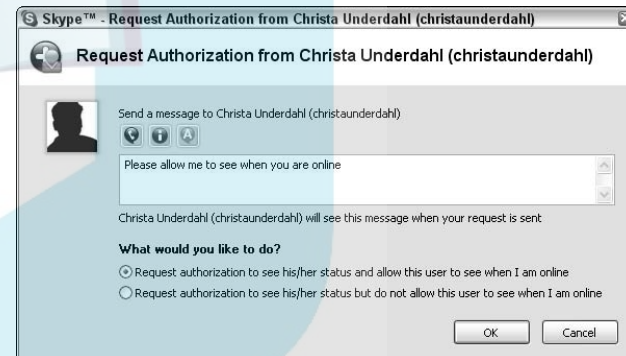 Skype™ - Request Authorization from Christa Underdahl (christaunderdahl)
Request Authorization from Christa Underdahl (christaunderdahl)
Send a message to Christa Underdahl (christaunderdahl)
Please allow me to see when you are online
Christa Underdahl (christaunderdahl) will see this message when your request is sent
What would you like to do?
Request authorization to see his/her status and allow this user to see when I am online
Request authorization to see his/her status but do not allow this user to see when I am online
OK Cancel